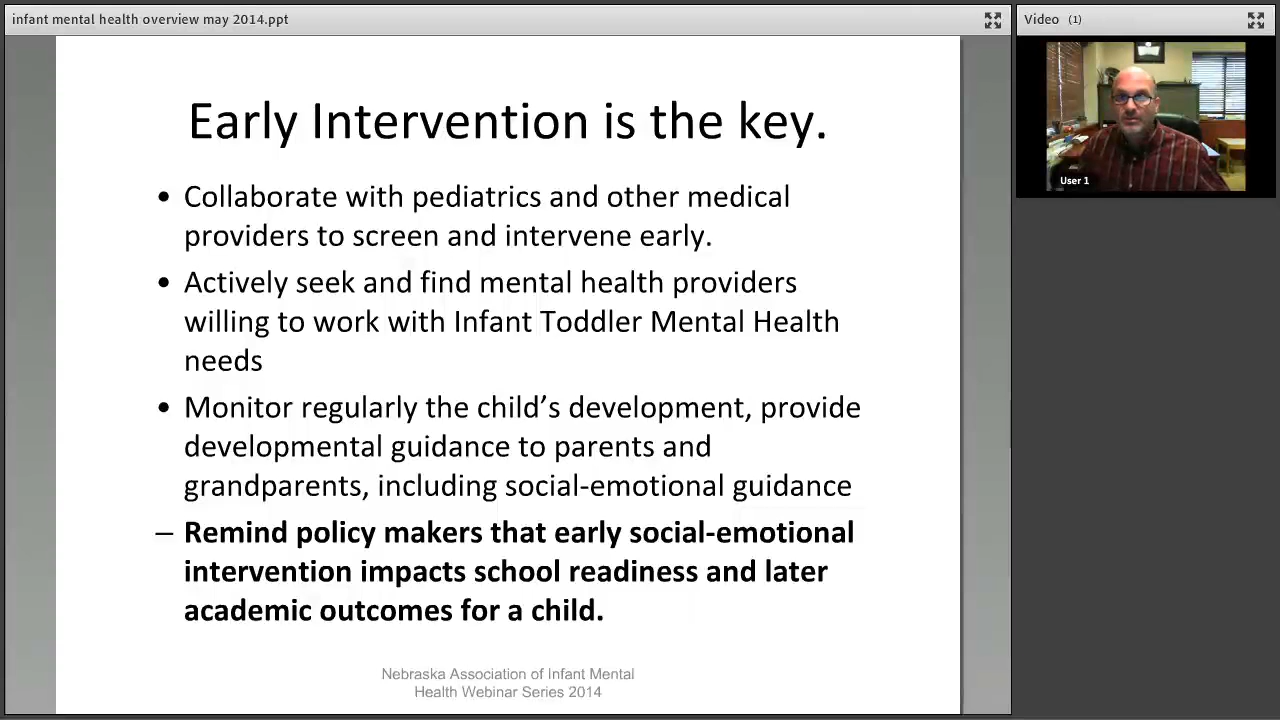 infant mental health overview may 2014.ppt
Video (1)
User 1
Early Intervention is the key.
• Collaborate with pediatrics and other medical
providers to screen and intervene early.
• Actively seek and find mental health providers
willing to work with Infant Toddler Mental Health
needs
• Monitor regularly the child’s development, provide
developmental guidance to parents and
grandparents, including social-emotional guidance
– Remind policy makers that early social-emotional
intervention impacts school readiness and later
academic outcomes for a child.
Nebraska Association of Infant Mental
Health Webinar Series 2014